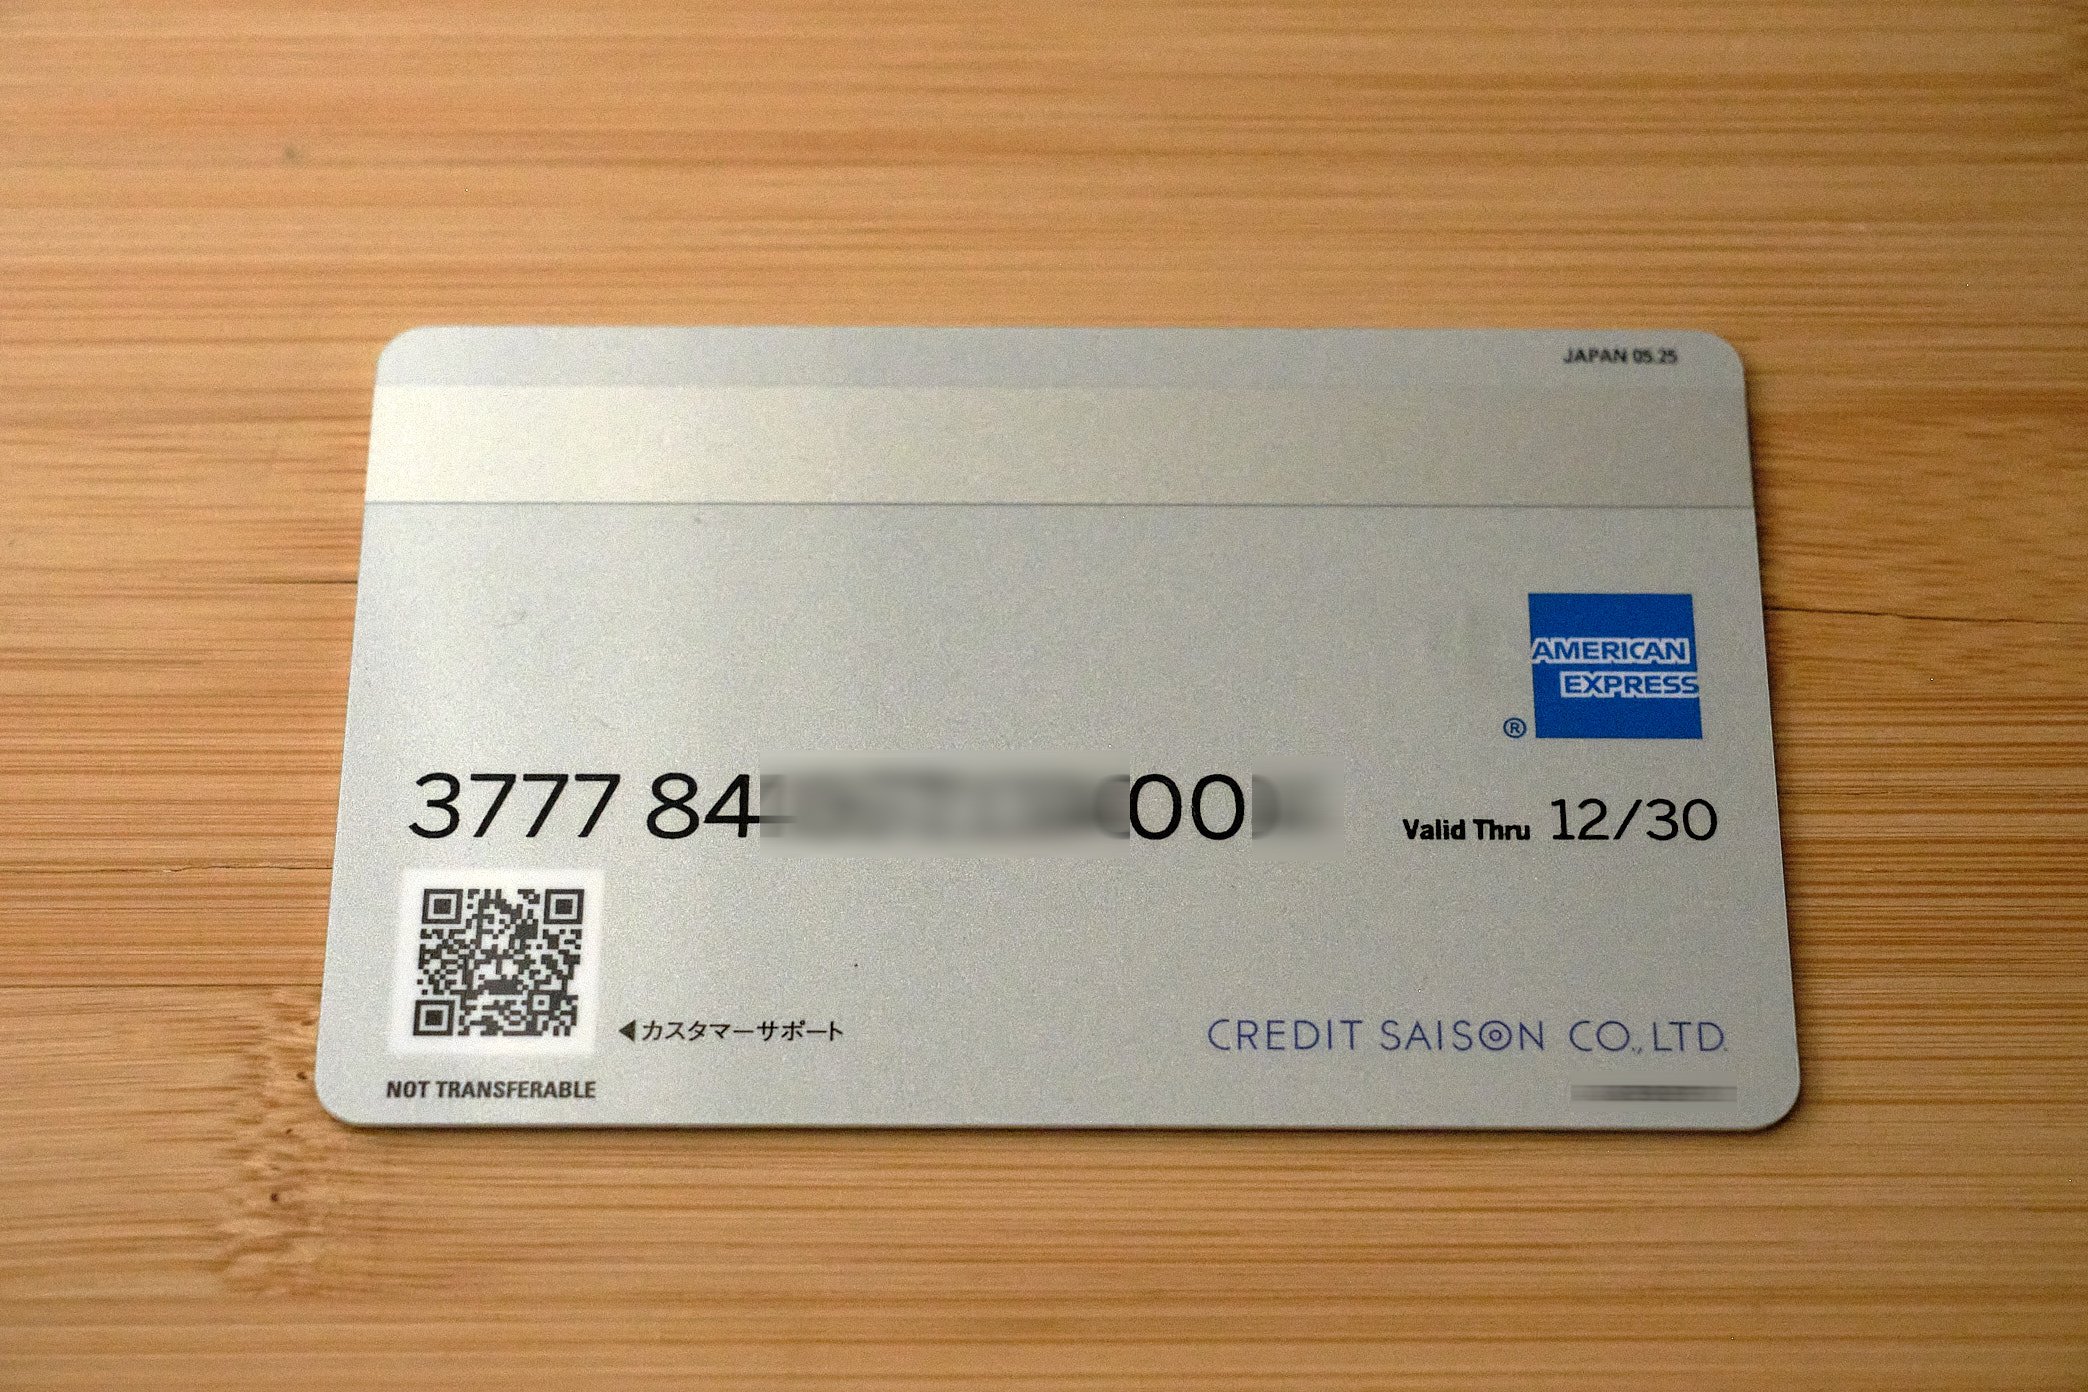 JAPAN 05.25
AMERICAN
EXPRESS
®
3777 84 00 Valid Thru 12/30
◀カスタマーサポート
CREDIT SAISON CO., LTD.
NOT TRANSFERABLE